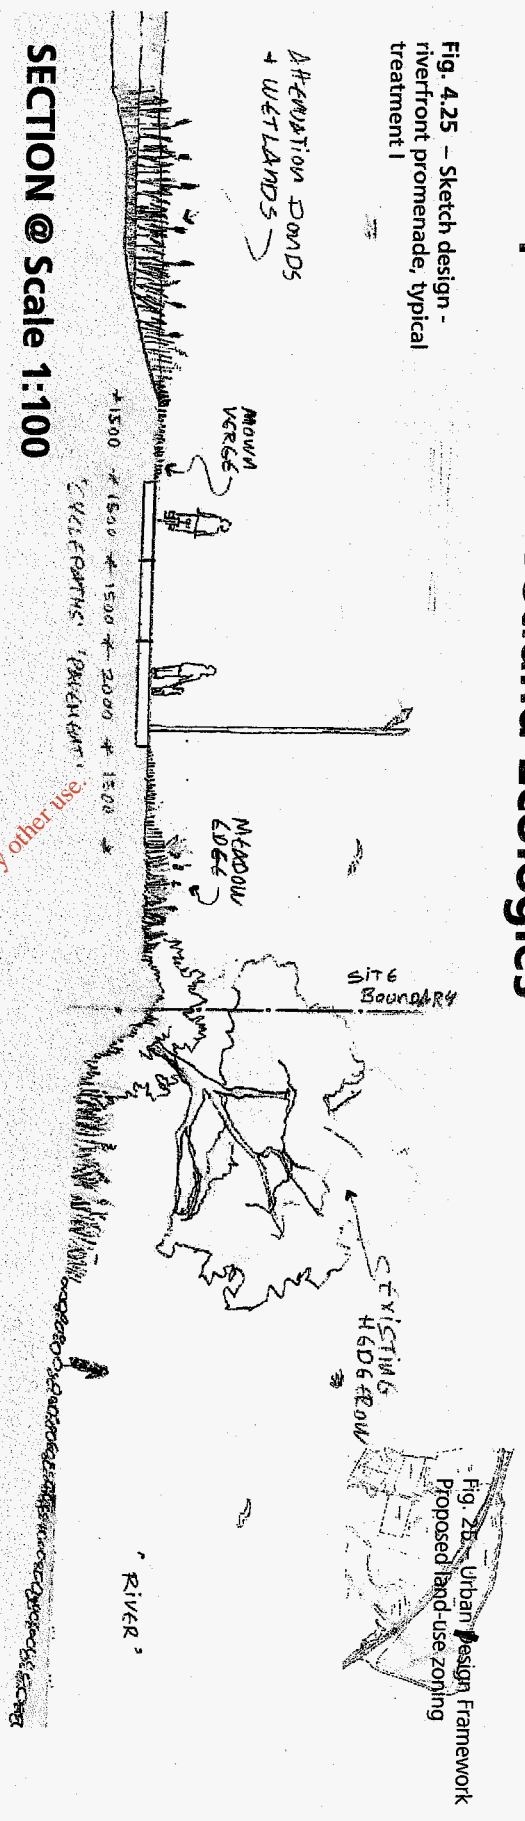 Fig. 4.25 – Sketch design -
riverfront promenade, typical
treatment I
Attenuation Ponds
+ WETLANDS
MOWN
VERGE
MEADOW
EDGE
SITE
BOUNDARY
EXISTING
HEDGEROW
'RIVER'
1500 1500 1500 2000 1500
'CYCLEPATHS' 'PAVEMENT'
SECTION @ Scale 1:100
Fig. 2b - Urban Design Framework
Proposed land-use zoning
other use.